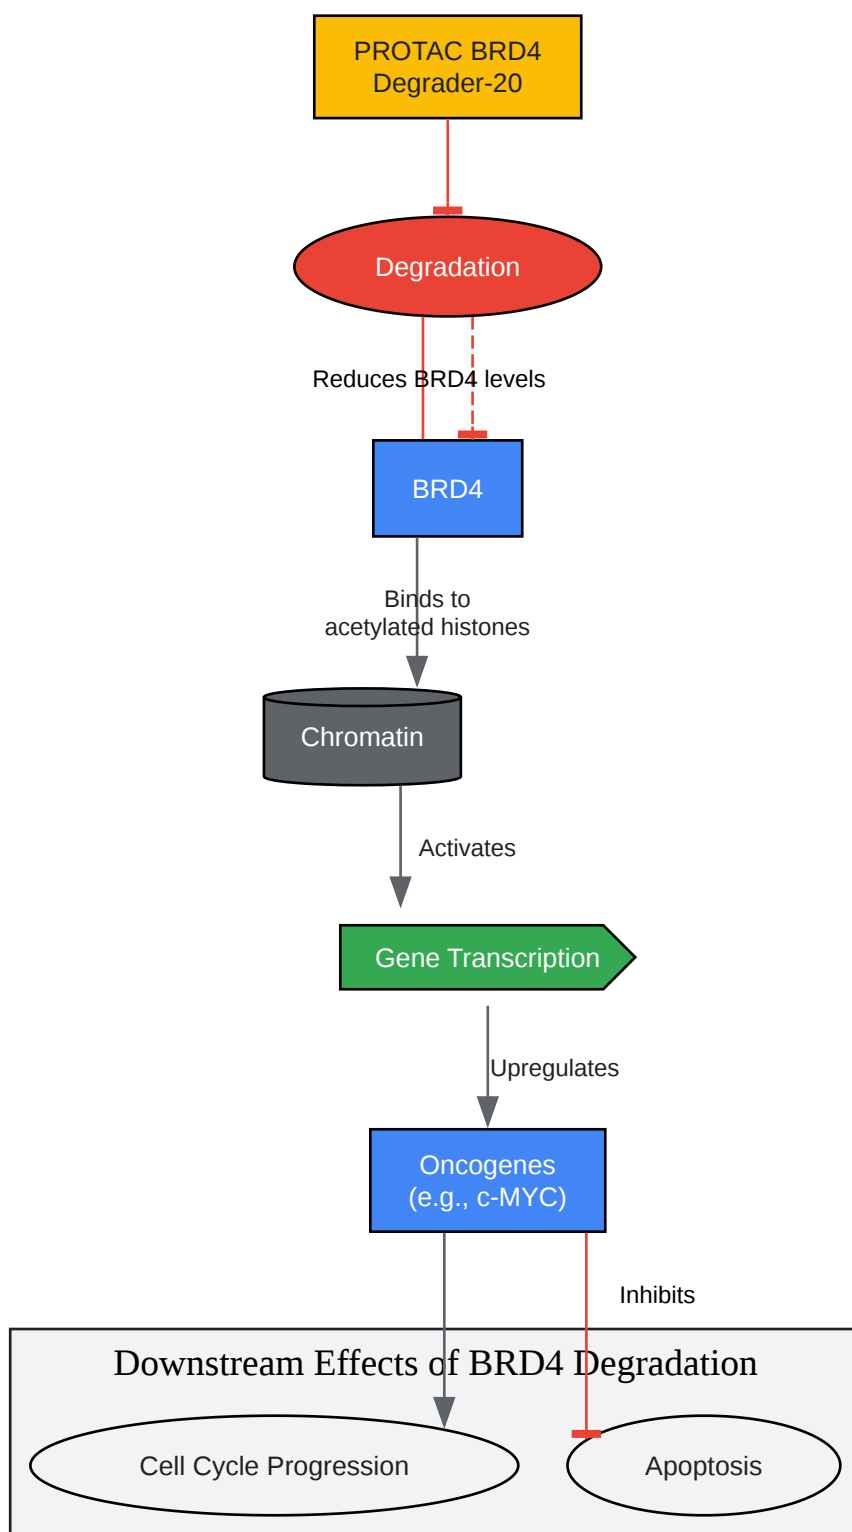 PROTAC BRD4
Degrader-20
Degradation
Reduces BRD4 levels
BRD4
Binds to
acetylated histones
Chromatin
Activates
Gene Transcription
Upregulates
Oncogenes
(e.g., c-MYC)
Inhibits
Downstream Effects of BRD4 Degradation
Cell Cycle Progression
Apoptosis